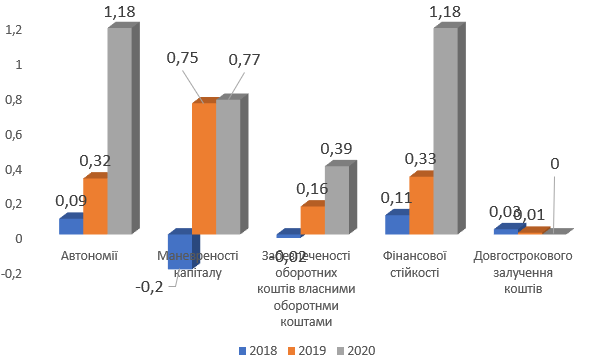 1,2
1
0,8
0,6
0,4
0,2
0
-0,2
0,09
0,32
1,18
-0,2
0,75
0,77
-0,02
0,16
0,39
0,11
0,33
1,18
0,03
0,01
0
Автономії
Маневреності
капіталу
Забезпеченості
оборотних
коштів власними
оборотнми
коштами
Фінансової
стійкості
Довгострокового
залучення
коштів
2018 2019 2020